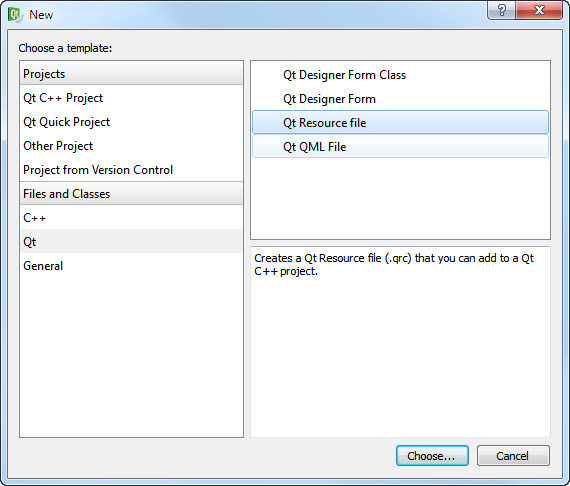 New
Choose a template:
Projects
Qt C++ Project
Qt Quick Project
Other Project
Project from Version Control
Files and Classes
C++
Qt
General
Qt Designer Form Class
Qt Designer Form
Qt Resource file
Qt QML File
Creates a Qt Resource file (.qrc) that you can add to a Qt
C++ project.
Choose...
Cancel